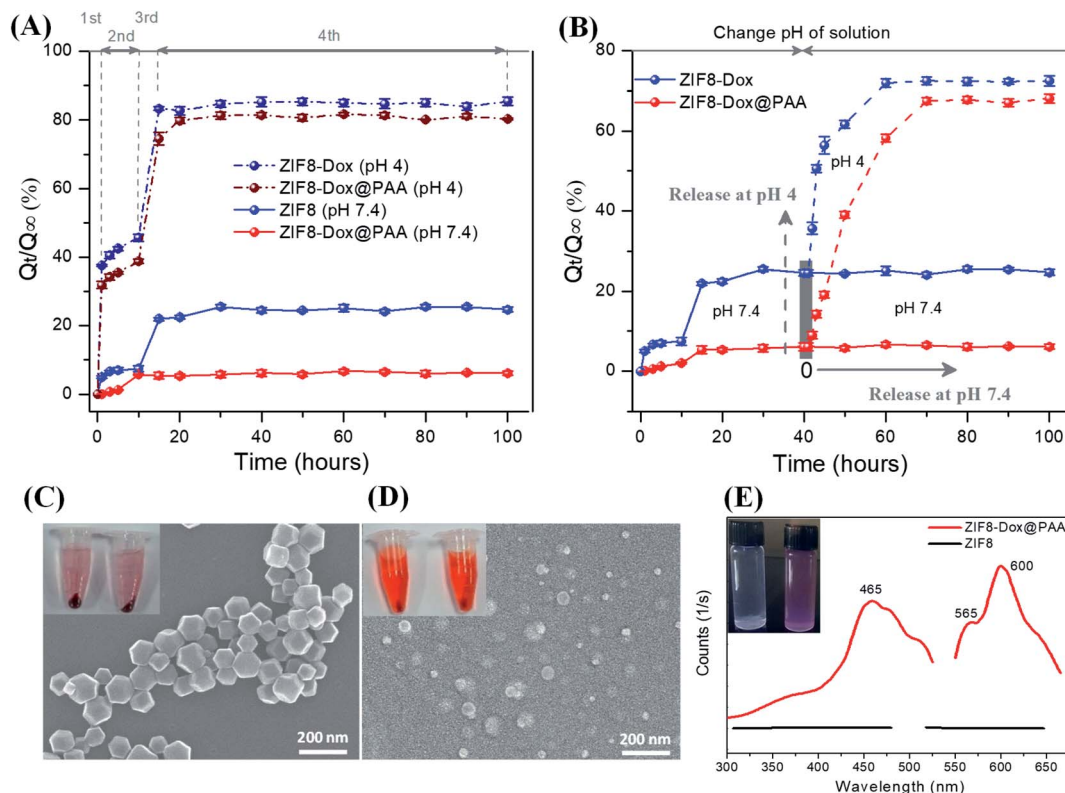 (A)
1st
2nd
3rd
4th
100
80
60
40
20
0
Qt/Q∞ (%)
ZIF8-Dox (pH 4)
ZIF8-Dox@PAA (pH 4)
ZIF8 (pH 7.4)
ZIF8-Dox@PAA (pH 7.4)
0 20 40 60 80 100
Time (hours)
(B)
Change pH of solution
80
60
40
20
0
Qt/Q∞ (%)
ZIF8-Dox
ZIF8-Dox@PAA
pH 4
Release at pH 4
pH 7.4
pH 7.4
0
Release at pH 7.4
0 20 40 60 80 100
Time (hours)
(C)
200 nm
(D)
200 nm
(E)
ZIF8-Dox@PAA
ZIF8
465
565
600
Counts (1/s)
300 350 400 450 500 550 600 650
Wavelength (nm)